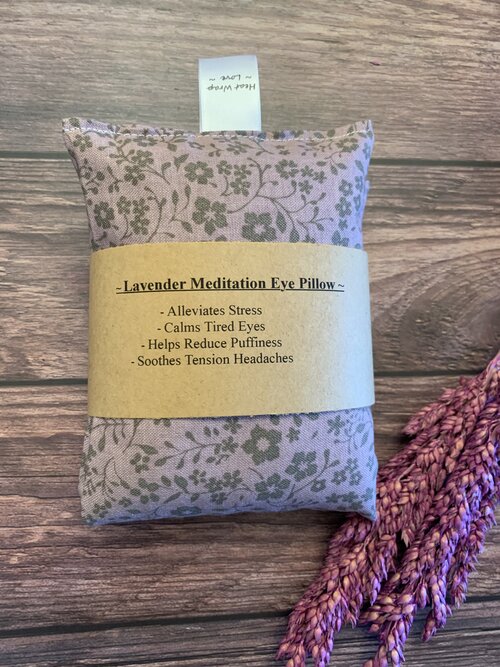 Heat Wrap
~ Love ~
~Lavender Meditation Eye Pillow~
- Alleviates Stress
- Calms Tired Eyes
- Helps Reduce Puffiness
- Soothes Tension Headaches